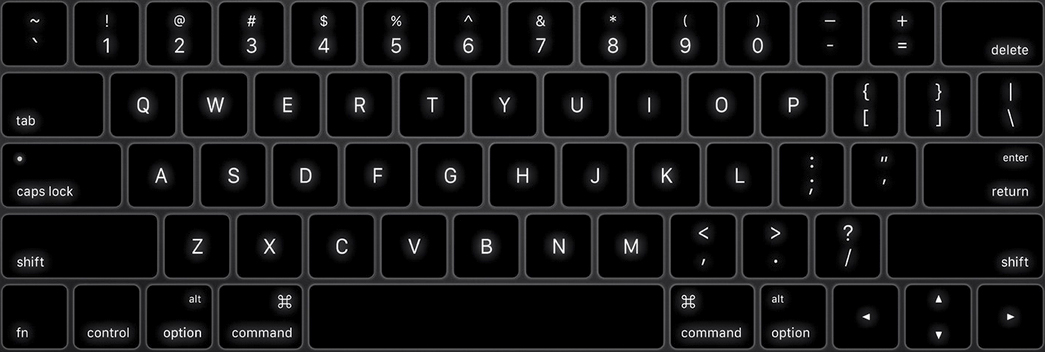 ~ ! @ # $ % ^ & * ( ) — +
` 1 2 3 4 5 6 7 8 9 0 - = delete
{ } |
tab Q W E R T Y U I O P [ ] \
• : " enter
caps lock A S D F G H J K L ; ' return
< > ?
shift Z X C V B N M , . / shift
alt ⌘ ⌘ alt ▲
fn control option command command option ◀ ▼ ▶